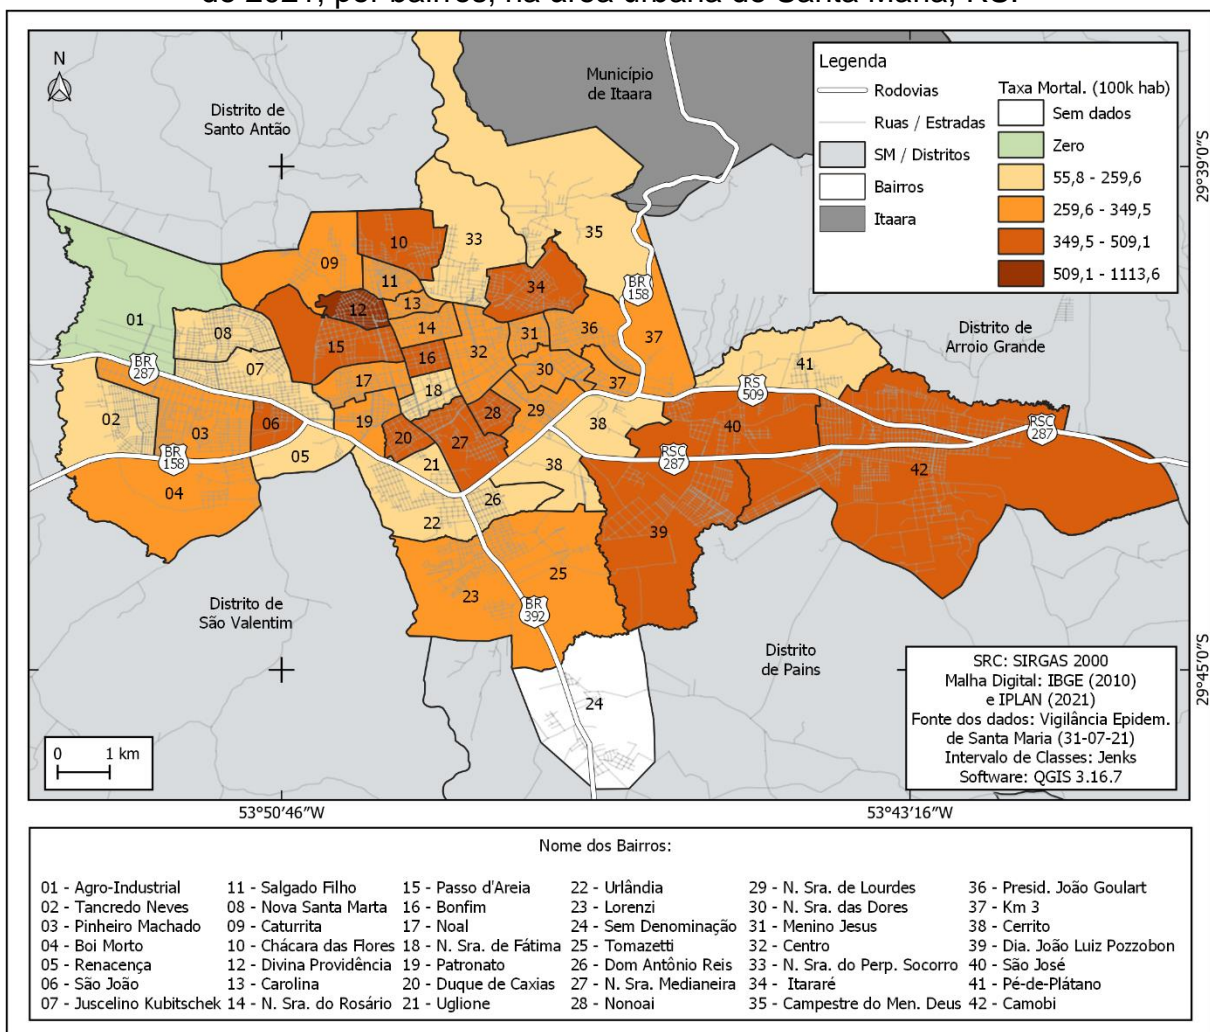 de 2021, por bairros, na área urbana de Santa Maria, RS.
N
Distrito de
Santo Antão
Município
de Itaara
Legenda
Rodovias
Ruas / Estradas
SM / Distritos
Bairros
Itaara
Taxa Mortal. (100k hab)
Sem dados
Zero
55,8 - 259,6
259,6 - 349,5
349,5 - 509,1
509,1 - 1113,6
29°39'0"S
10
33
35
09
11
34
BR
158
12
13
01
08
14
31
36
37
Distrito de
Arroio Grande
15
16
32
30
BR
287
07
17
18
37
41
RS
509
02
03
06
19
20
28
29
38
40
RSC
287
BR
158
05
27
21
38
RSC
287
42
04
26
22
39
25
23
BR
392
Distrito de
São Valentim
Distrito
de Pains
24
29°45'0"S
SRC: SIRGAS 2000
Malha Digital: IBGE (2010)
e IPLAN (2021)
Fonte dos dados: Vigilância Epidem.
de Santa Maria (31-07-21)
Intervalo de Classes: Jenks
Software: QGIS 3.16.7
0 1 km
53°50'46"W
53°43'16"W
Nome dos Bairros:
01 - Agro-Industrial
02 - Tancredo Neves
03 - Pinheiro Machado
04 - Boi Morto
05 - Renacença
06 - São João
07 - Juscelino Kubitschek
11 - Salgado Filho
08 - Nova Santa Marta
09 - Caturrita
10 - Chácara das Flores
12 - Divina Providência
13 - Carolina
14 - N. Sra. do Rosário
15 - Passo d'Areia
16 - Bonfim
17 - Noal
18 - N. Sra. de Fátima
19 - Patronato
20 - Duque de Caxias
21 - Uglione
22 - Urlândia
23 - Lorenzi
24 - Sem Denominação
25 - Tomazetti
26 - Dom Antônio Reis
27 - N. Sra. Medianeira
28 - Nonoai
29 - N. Sra. de Lourdes
30 - N. Sra. das Dores
31 - Menino Jesus
32 - Centro
33 - N. Sra. do Perp. Socorro
34 - Itararé
35 - Campestre do Men. Deus
36 - Presid. João Goulart
37 - Km 3
38 - Cerrito
39 - Dia. João Luiz Pozzobon
40 - São José
41 - Pé-de-Plátano
42 - Camobi